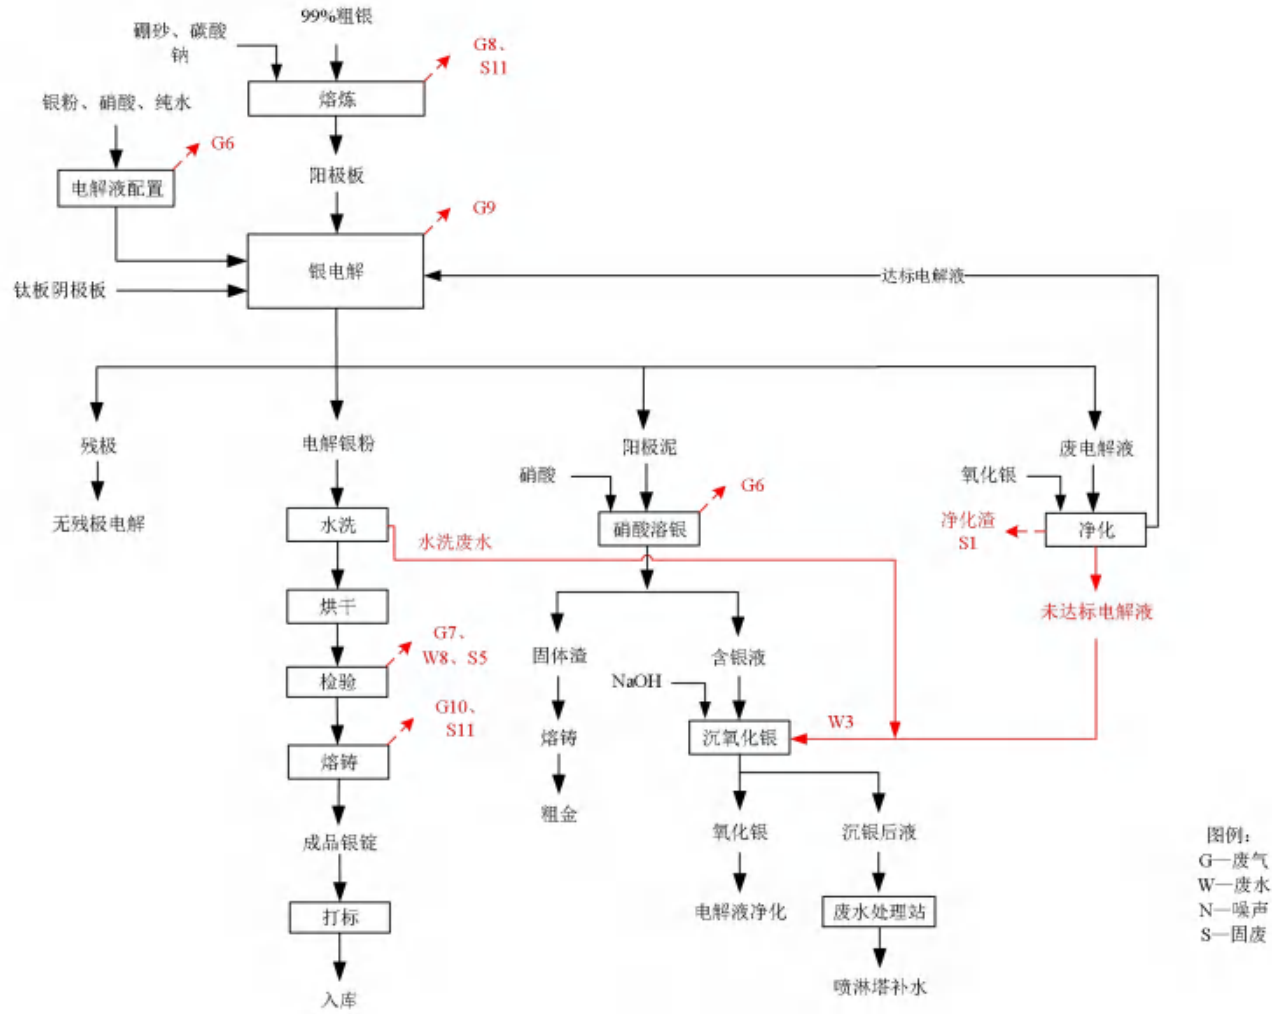 99%粗银
硼砂、碳酸
钠
G8、
S11
熔炼
银粉、硝酸、纯水
G6
阳极板
电解液配置
G9
银电解
达标电解液
钛板阴极板
残极
电解银粉
阳极泥
废电解液
硝酸
G6
氧化银
无残极电解
水洗
水洗废水
硝酸溶银
净化渣
S1
净化
烘干
未达标电解液
G7、
W8、S5
固体渣
含银液
检验
NaOH
G10、
S11
W3
熔铸
熔铸
沉氧化银
粗金
成品银锭
氧化银
沉银后液
打标
电解液净化
废水处理站
入库
喷淋塔补水
图例：
G—废气
W—废水
N—噪声
S—固废